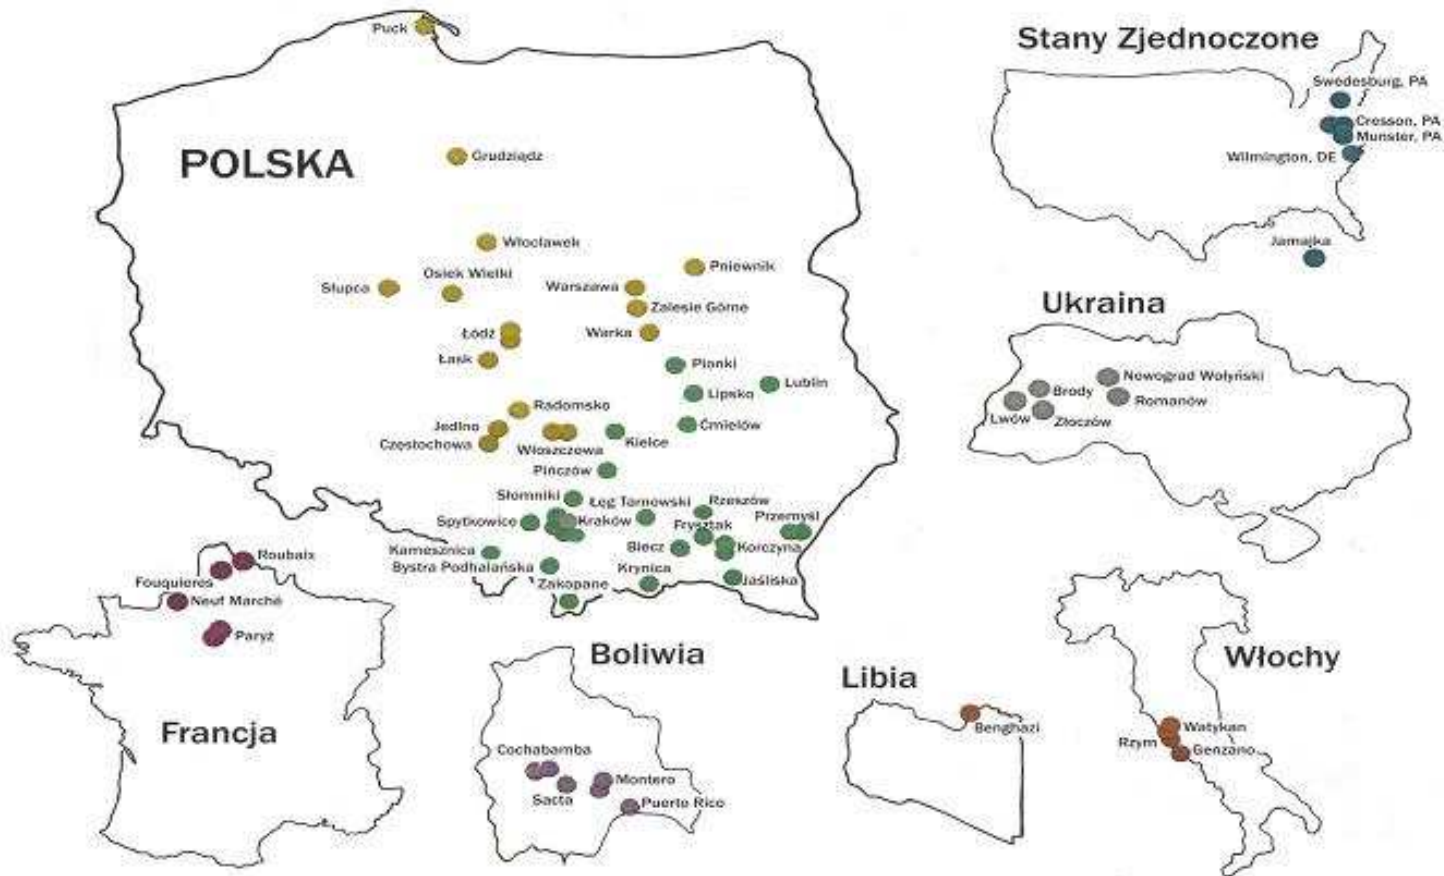 Puck
Stany Zjednoczone
Swedesburg, PA
Cresson, PA
Munster, PA
Wilmington, DE
Jamajka
POLSKA
Grudziądz
Włocławek
Osiek Wielki
Słupca
Pniewnik
Warszawa
Zalesie Górne
Warka
Łódź
Łask
Pionki
Lublin
Lipsko
Radomsko
Jedlno
Częstochowa
Włoszczowa
Kielce
Ćmielów
Pińczów
Słomniki
Łęg Tarnowski
Rzeszów
Przemyśl
Spytkowice
Kraków
Frysztak
Biecz
Korczyna
Kamesznica
Bystra Podhalańska
Zakopane
Krynica
Jaśliska
Ukraina
Nowograd Wołyński
Brody
Romanów
Lwów
Złoczów
Roubaix
Fouquieres
Neuf Marché
Paryż
Francja
Boliwia
Cochabamba
Montero
Sacta
Puerto Rico
Libia
Benghazi
Włochy
Watykan
Rzym
Genzano